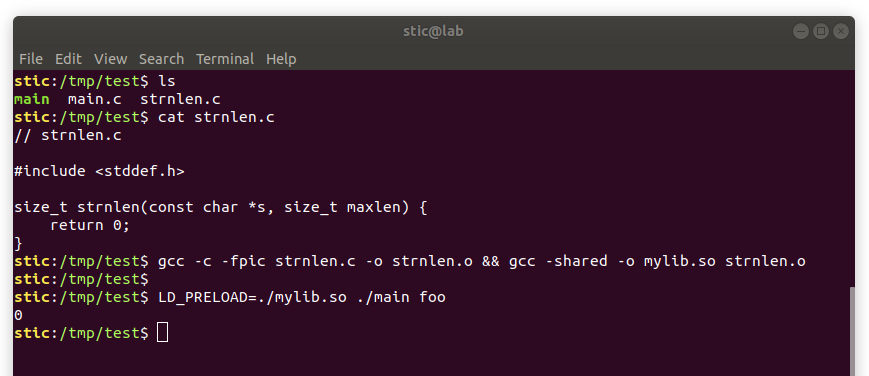 stic@lab
File Edit View Search Terminal Help
stic:/tmp/test$ ls
main  main.c  strnlen.c
stic:/tmp/test$ cat strnlen.c
// strnlen.c

#include <stddef.h>

size_t strnlen(const char *s, size_t maxlen) {
    return 0;
}
stic:/tmp/test$ gcc -c -fpic strnlen.c -o strnlen.o && gcc -shared -o mylib.so strnlen.o
stic:/tmp/test$
stic:/tmp/test$ LD_PRELOAD=./mylib.so ./main foo
0
stic:/tmp/test$